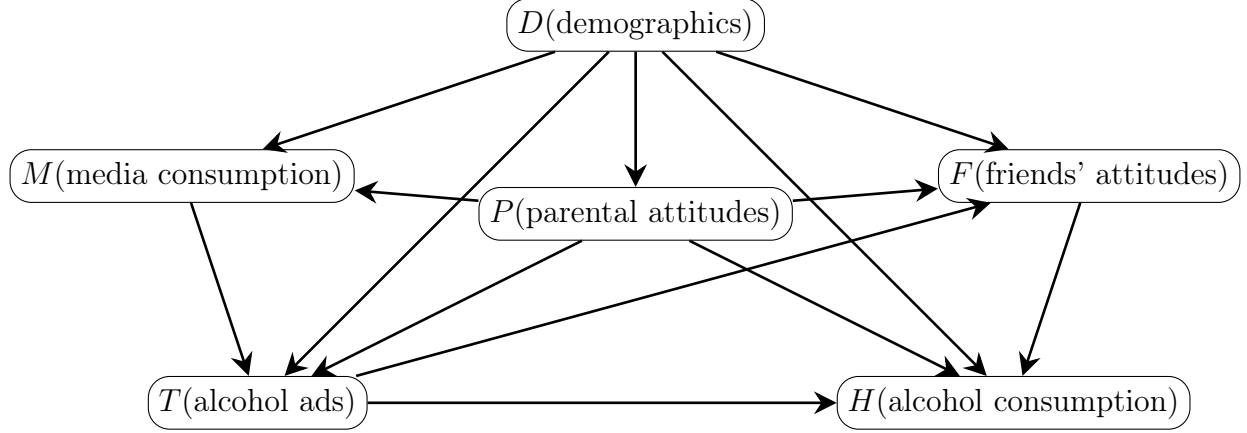 D(demographics)
M(media consumption)
F(friends' attitudes)
P(parental attitudes)
T(alcohol ads)
H(alcohol consumption)